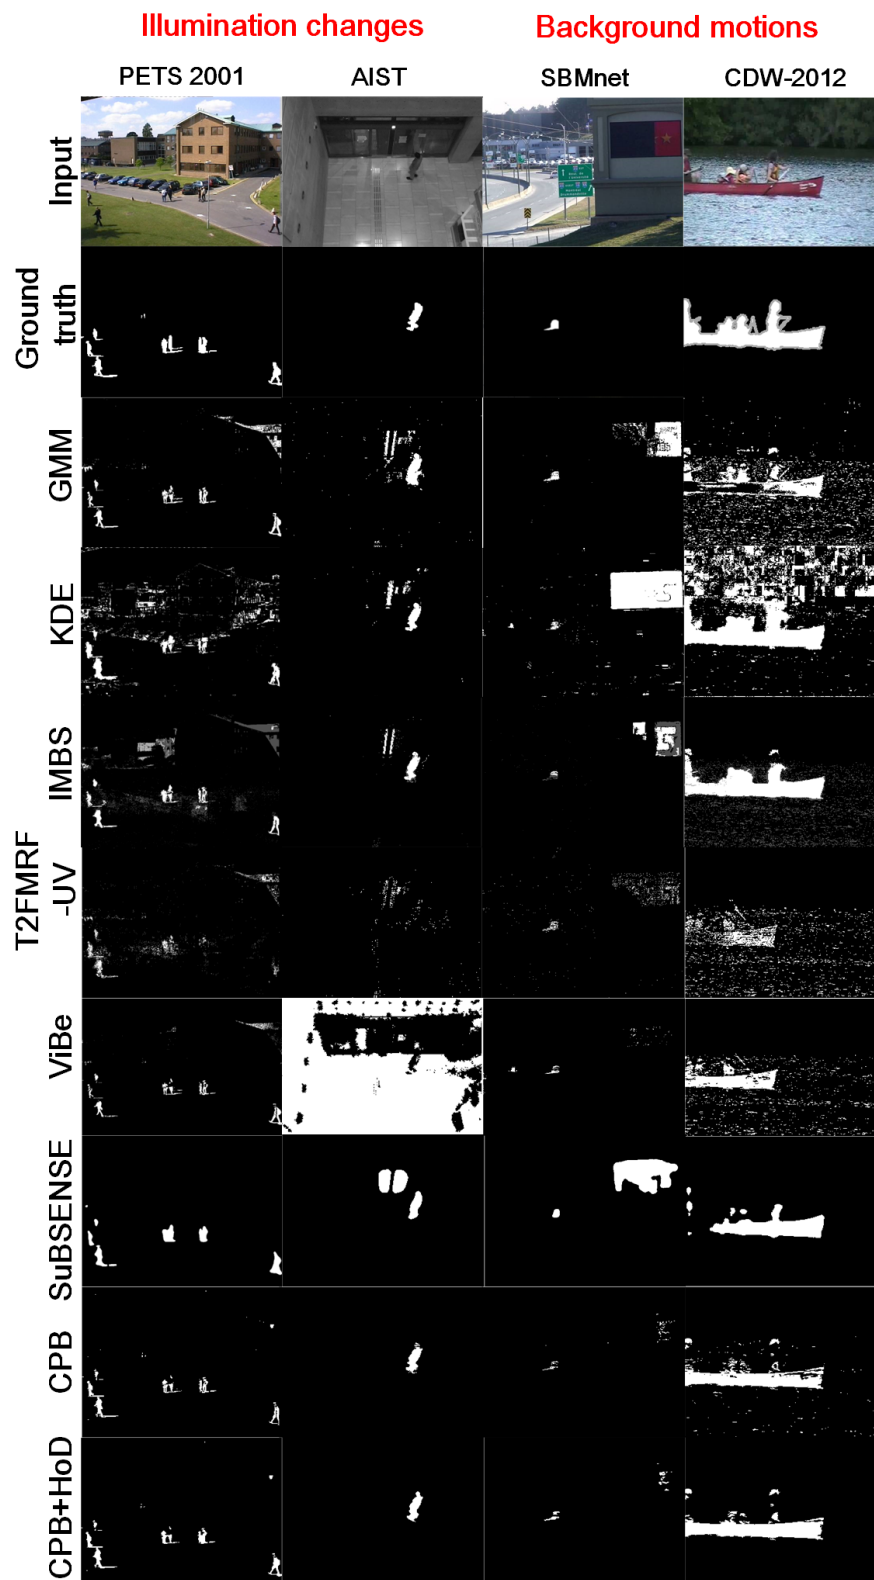 Illumination changes
Background motions
PETS 2001
AIST
SBMnet
CDW-2012
Input
Ground
truth
GMM
KDE
IMBS
T2FMRF
-UV
ViBe
SuBSENSE
CPB
CPB+HoD